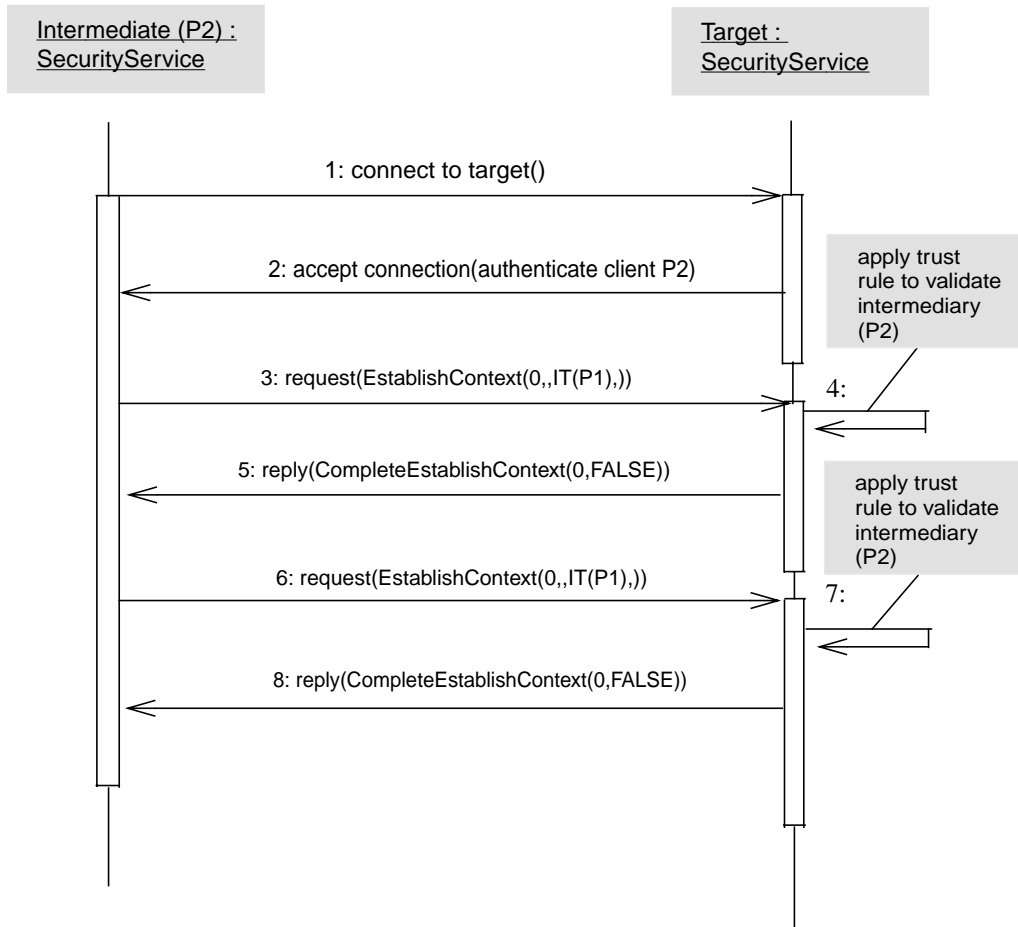 Intermediate (P2) :
SecurityService
Target :
SecurityService
1: connect to target()
2: accept connection(authenticate client P2)
apply trust
rule to validate
intermediary
(P2)
3: request(EstablishContext(0,,IT(P1),))
4:
5: reply(CompleteEstablishContext(0,FALSE))
apply trust
rule to validate
intermediary
(P2)
6: request(EstablishContext(0,,IT(P1),))
7:
8: reply(CompleteEstablishContext(0,FALSE))